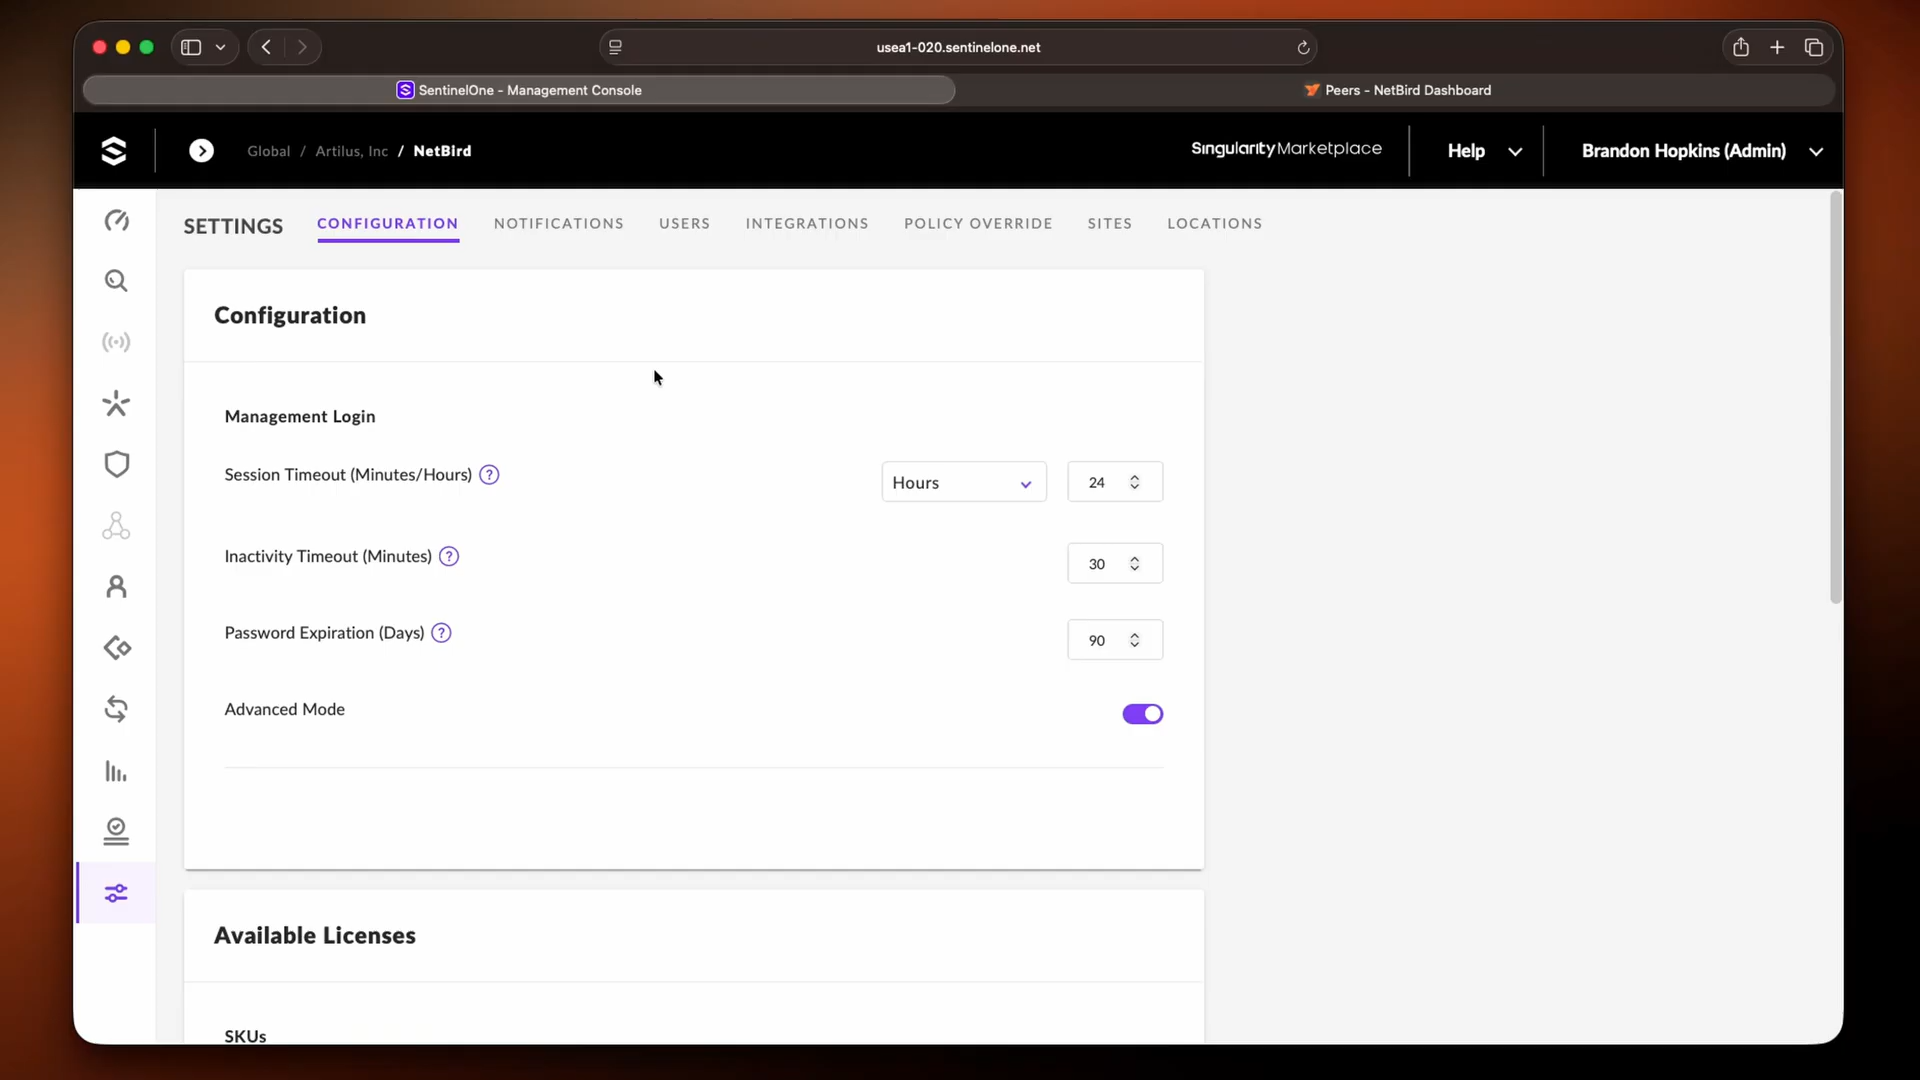 usea1-020.sentinelone.net
SentinelOne - Management Console
Peers - NetBird Dashboard
Global / Artilus, Inc / NetBird
Singularity Marketplace
Help
Brandon Hopkins (Admin)
SETTINGS
CONFIGURATION
NOTIFICATIONS
USERS
INTEGRATIONS
POLICY OVERRIDE
SITES
LOCATIONS
Configuration
Management Login
Session Timeout (Minutes/Hours) ?
Hours
24
Inactivity Timeout (Minutes) ?
30
Password Expiration (Days) ?
90
Advanced Mode
Available Licenses
SKUs